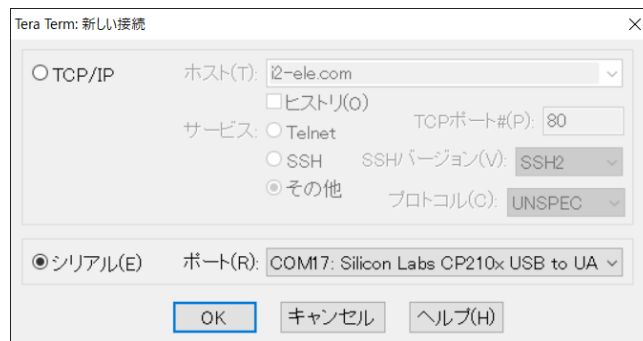 Tera Term: 新しい接続
TCP/IP
ホスト(T): i2-ele.com
ヒストリ(O)
サービス: Telnet
TCPポート#(P): 80
SSH
SSHバージョン(V): SSH2
その他
プロトコル(C): UNSPEC
シリアル(E)
ポート(R): COM17: Silicon Labs CP210x USB to UA
OK キャンセル ヘルプ(H)